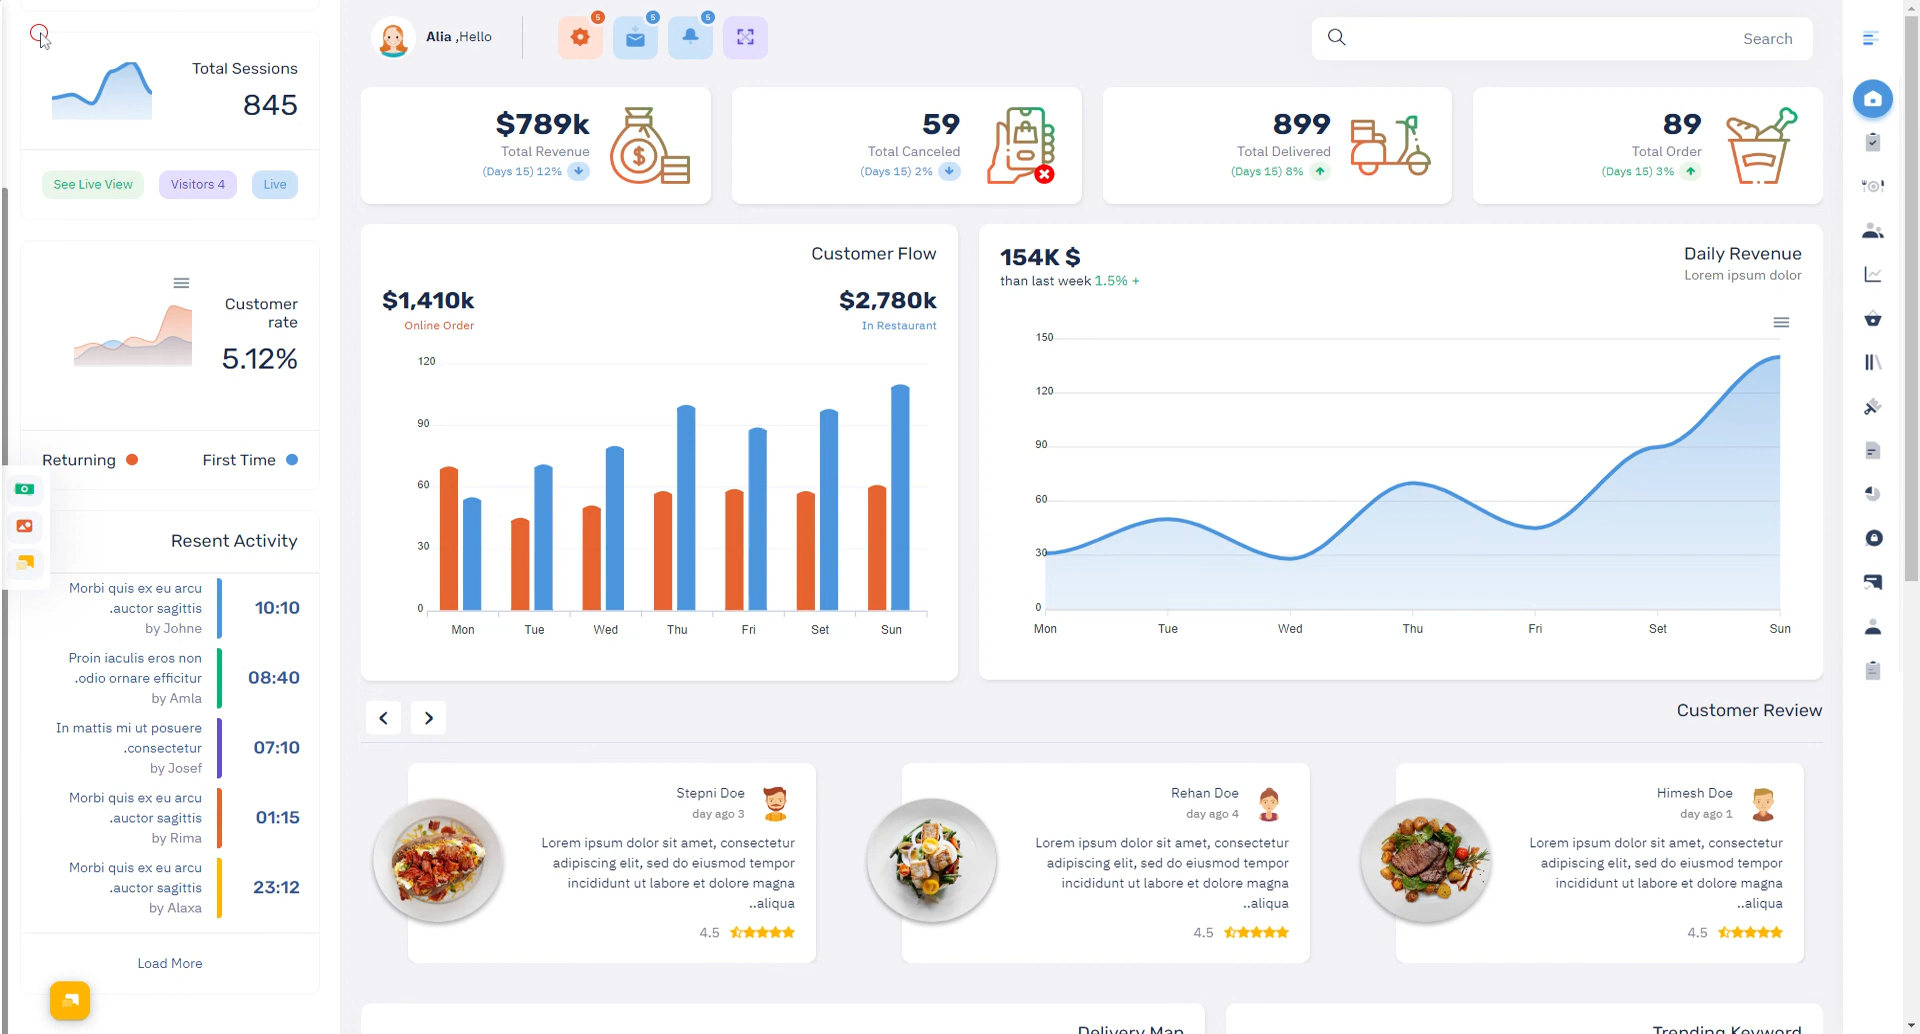 Alia ,Hello
5
5
5
Search
Total Sessions
845
See Live View
Visitors 4
Live
Customer
rate
5.12%
Returning
First Time
Resent Activity
Morbi quis ex eu arcu
.auctor sagittis
by Johne
10:10
Proin iaculis eros non
.odio ornare efficitur
by Amla
08:40
In mattis mi ut posuere
.consectetur
by Josef
07:10
Morbi quis ex eu arcu
.auctor sagittis
by Rima
01:15
Morbi quis ex eu arcu
.auctor sagittis
by Alaxa
23:12
Load More
$789k
Total Revenue
(Days 15) 12%
59
Total Canceled
(Days 15) 2%
899
Total Delivered
(Days 15) 8%
89
Total Order
(Days 15) 3%
Customer Flow
$1,410k
Online Order
$2,780k
In Restaurant
120
90
60
30
0
Mon Tue Wed Thu Fri Set Sun
154K $
than last week 1.5% +
Daily Revenue
Lorem ipsum dolor
150
120
90
60
30
0
Mon Tue Wed Thu Fri Set Sun
Customer Review
Stepni Doe
day ago 3
Lorem ipsum dolor sit amet, consectetur
adipiscing elit, sed do eiusmod tempor
incididunt ut labore et dolore magna
..aliqua
4.5
Rehan Doe
day ago 4
Lorem ipsum dolor sit amet, consectetur
adipiscing elit, sed do eiusmod tempor
incididunt ut labore et dolore magna
..aliqua
4.5
Himesh Doe
day ago 1
Lorem ipsum dolor sit amet, consectetur
adipiscing elit, sed do eiusmod tempor
incididunt ut labore et dolore magna
..aliqua
4.5
Delivery Map
Trending Keyword